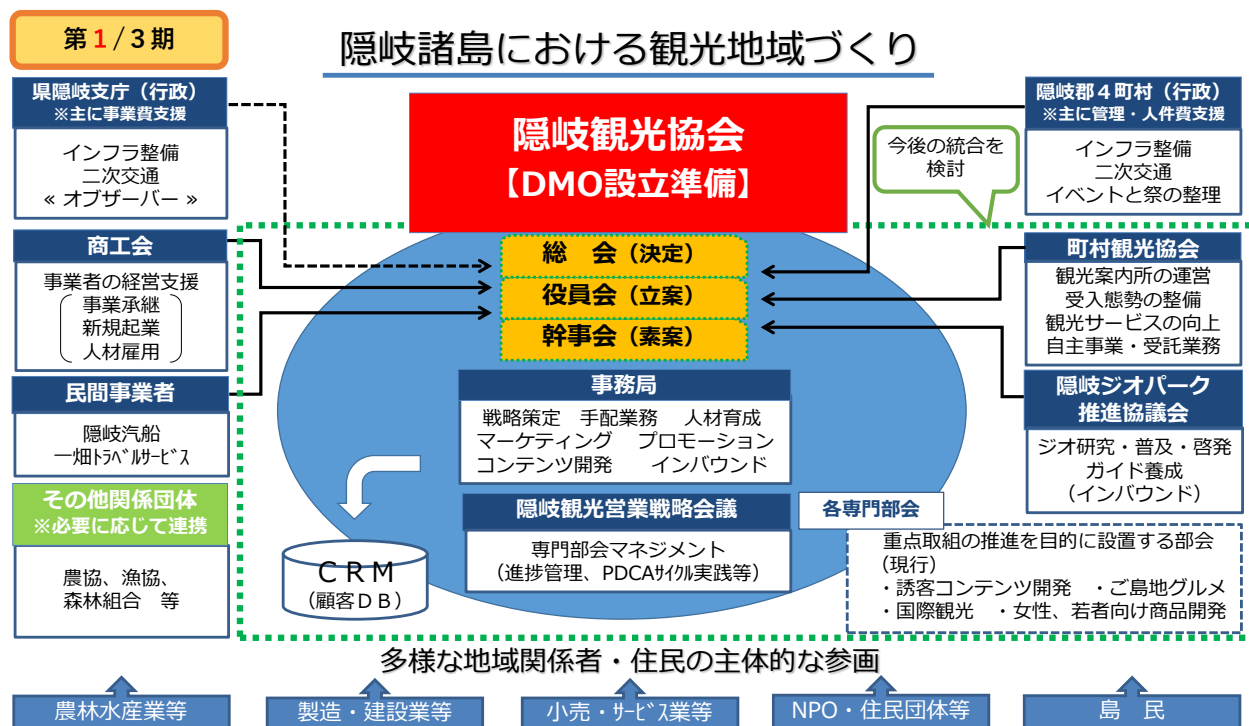 第1/3期
隠岐諸島における観光地域づくり
県隠岐支庁（行政）
※主に事業費支援
インフラ整備
二次交通
« オブザーバー »
商工会
事業者の経営支援
事業承継
新規起業
人材雇用
民間事業者
隠岐汽船
一畑ﾄﾗﾍﾞﾙｻｰﾋﾞｽ
その他関係団体
※必要に応じて連携
農協、漁協、
森林組合　等
隠岐観光協会
【DMO設立準備】
総　会（決定）
役員会（立案）
幹事会（素案）
事務局
戦略策定　手配業務　人材育成
マーケティング　プロモーション
コンテンツ開発　インバウンド
隠岐観光営業戦略会議
専門部会マネジメント
（進捗管理、PDCAｻｲｸﾙ実践等）
ＣＲＭ
（顧客ＤＢ）
今後の統合を
検討
隠岐郡４町村（行政）
※主に管理・人件費支援
インフラ整備
二次交通
イベントと祭の整理
町村観光協会
観光案内所の運営
受入態勢の整備
観光サービスの向上
自主事業・受託業務
隠岐ジオパーク
推進協議会
ジオ研究・普及・啓発
ガイド養成
（インバウンド）
各専門部会
重点取組の推進を目的に設置する部会
（現行）
・誘客コンテンツ開発　・ご島地グルメ
・国際観光　・女性、若者向け商品開発
多様な地域関係者・住民の主体的な参画
農林水産業等
製造・建設業等
小売・ｻｰﾋﾞｽ業等
NPO・住民団体等
島　民